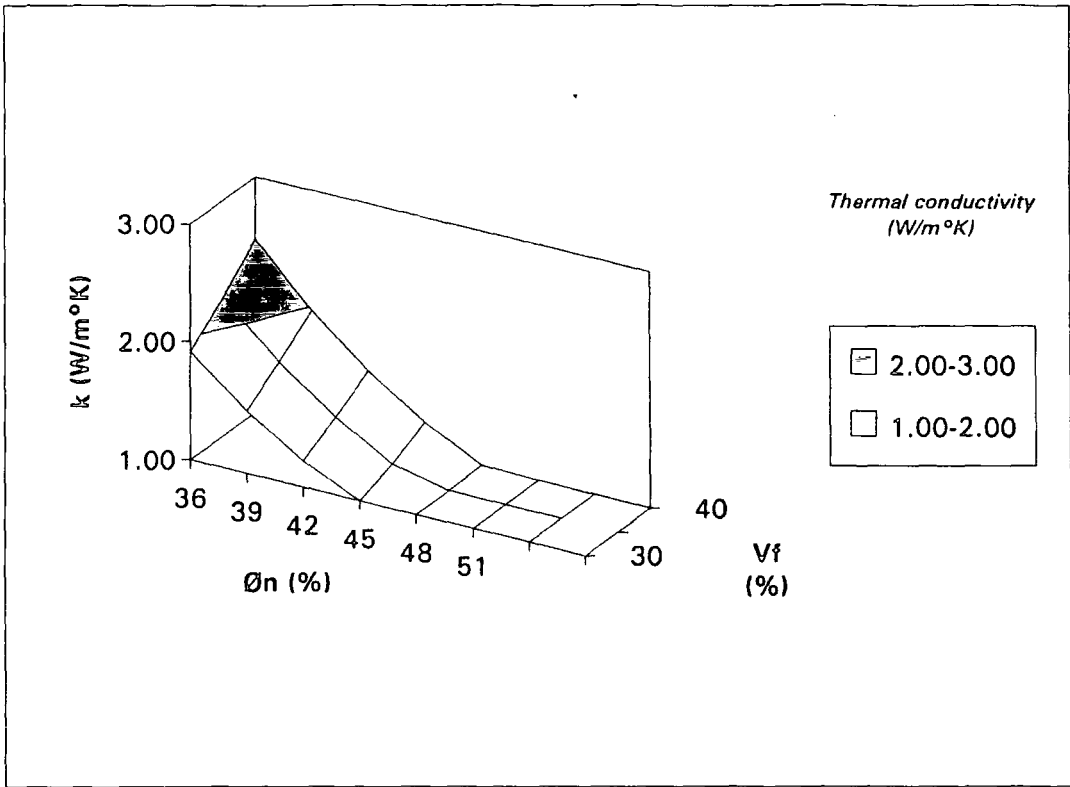 Thermal conductivity
(W/m°K)
3.00
2.00
1.00
k (W/m°K)
2.00-3.00
1.00-2.00
36
39
42
45
48
51
Øn (%)
30
40
Vf
(%)